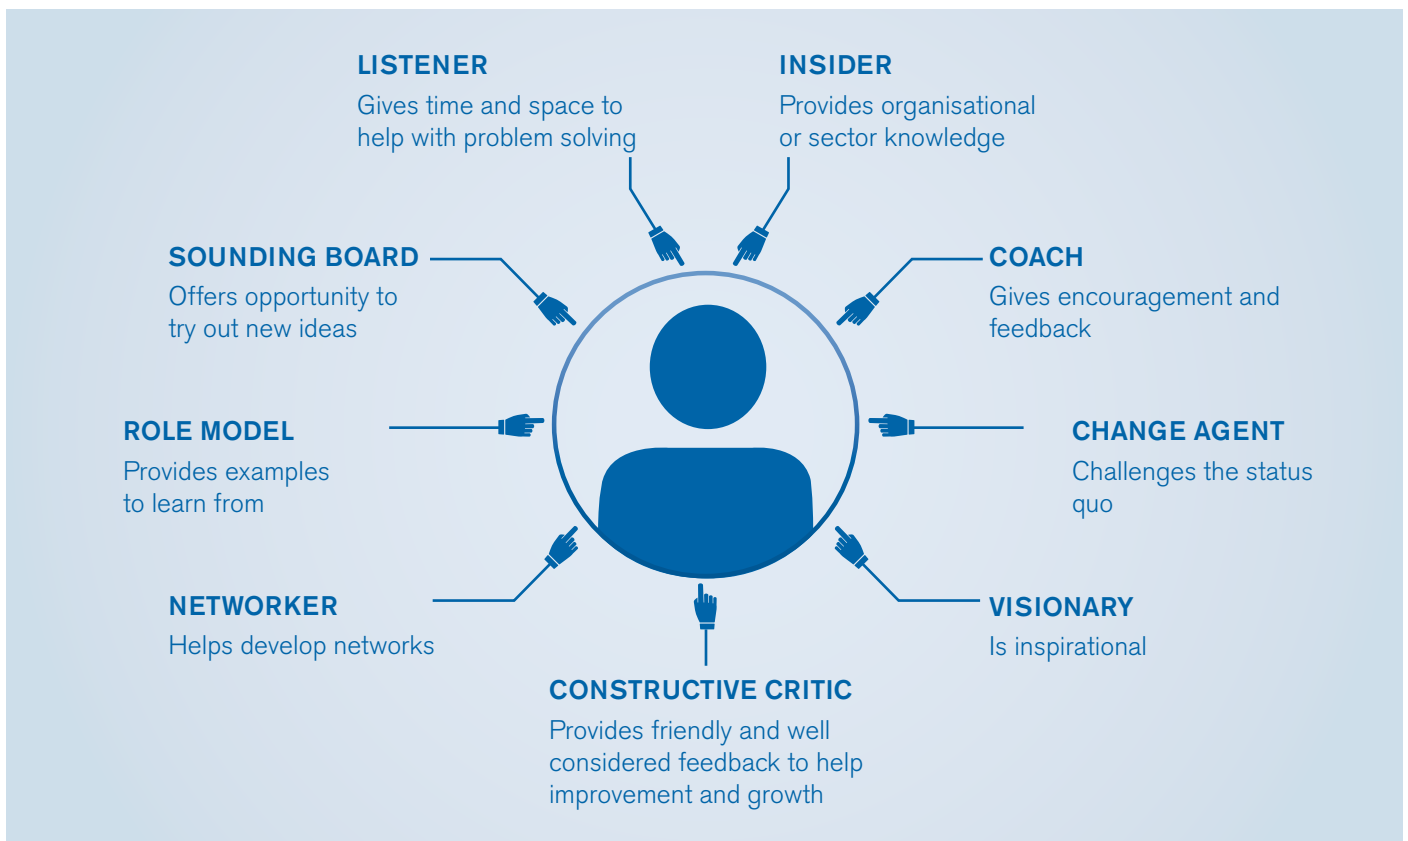 LISTENER
Gives time and space to
help with problem solving
INSIDER
Provides organisational
or sector knowledge
SOUNDING BOARD
Offers opportunity to
try out new ideas
COACH
Gives encouragement and
feedback
ROLE MODEL
Provides examples
to learn from
CHANGE AGENT
Challenges the status
quo
NETWORKER
Helps develop networks
VISIONARY
Is inspirational
CONSTRUCTIVE CRITIC
Provides friendly and well
considered feedback to help
improvement and growth